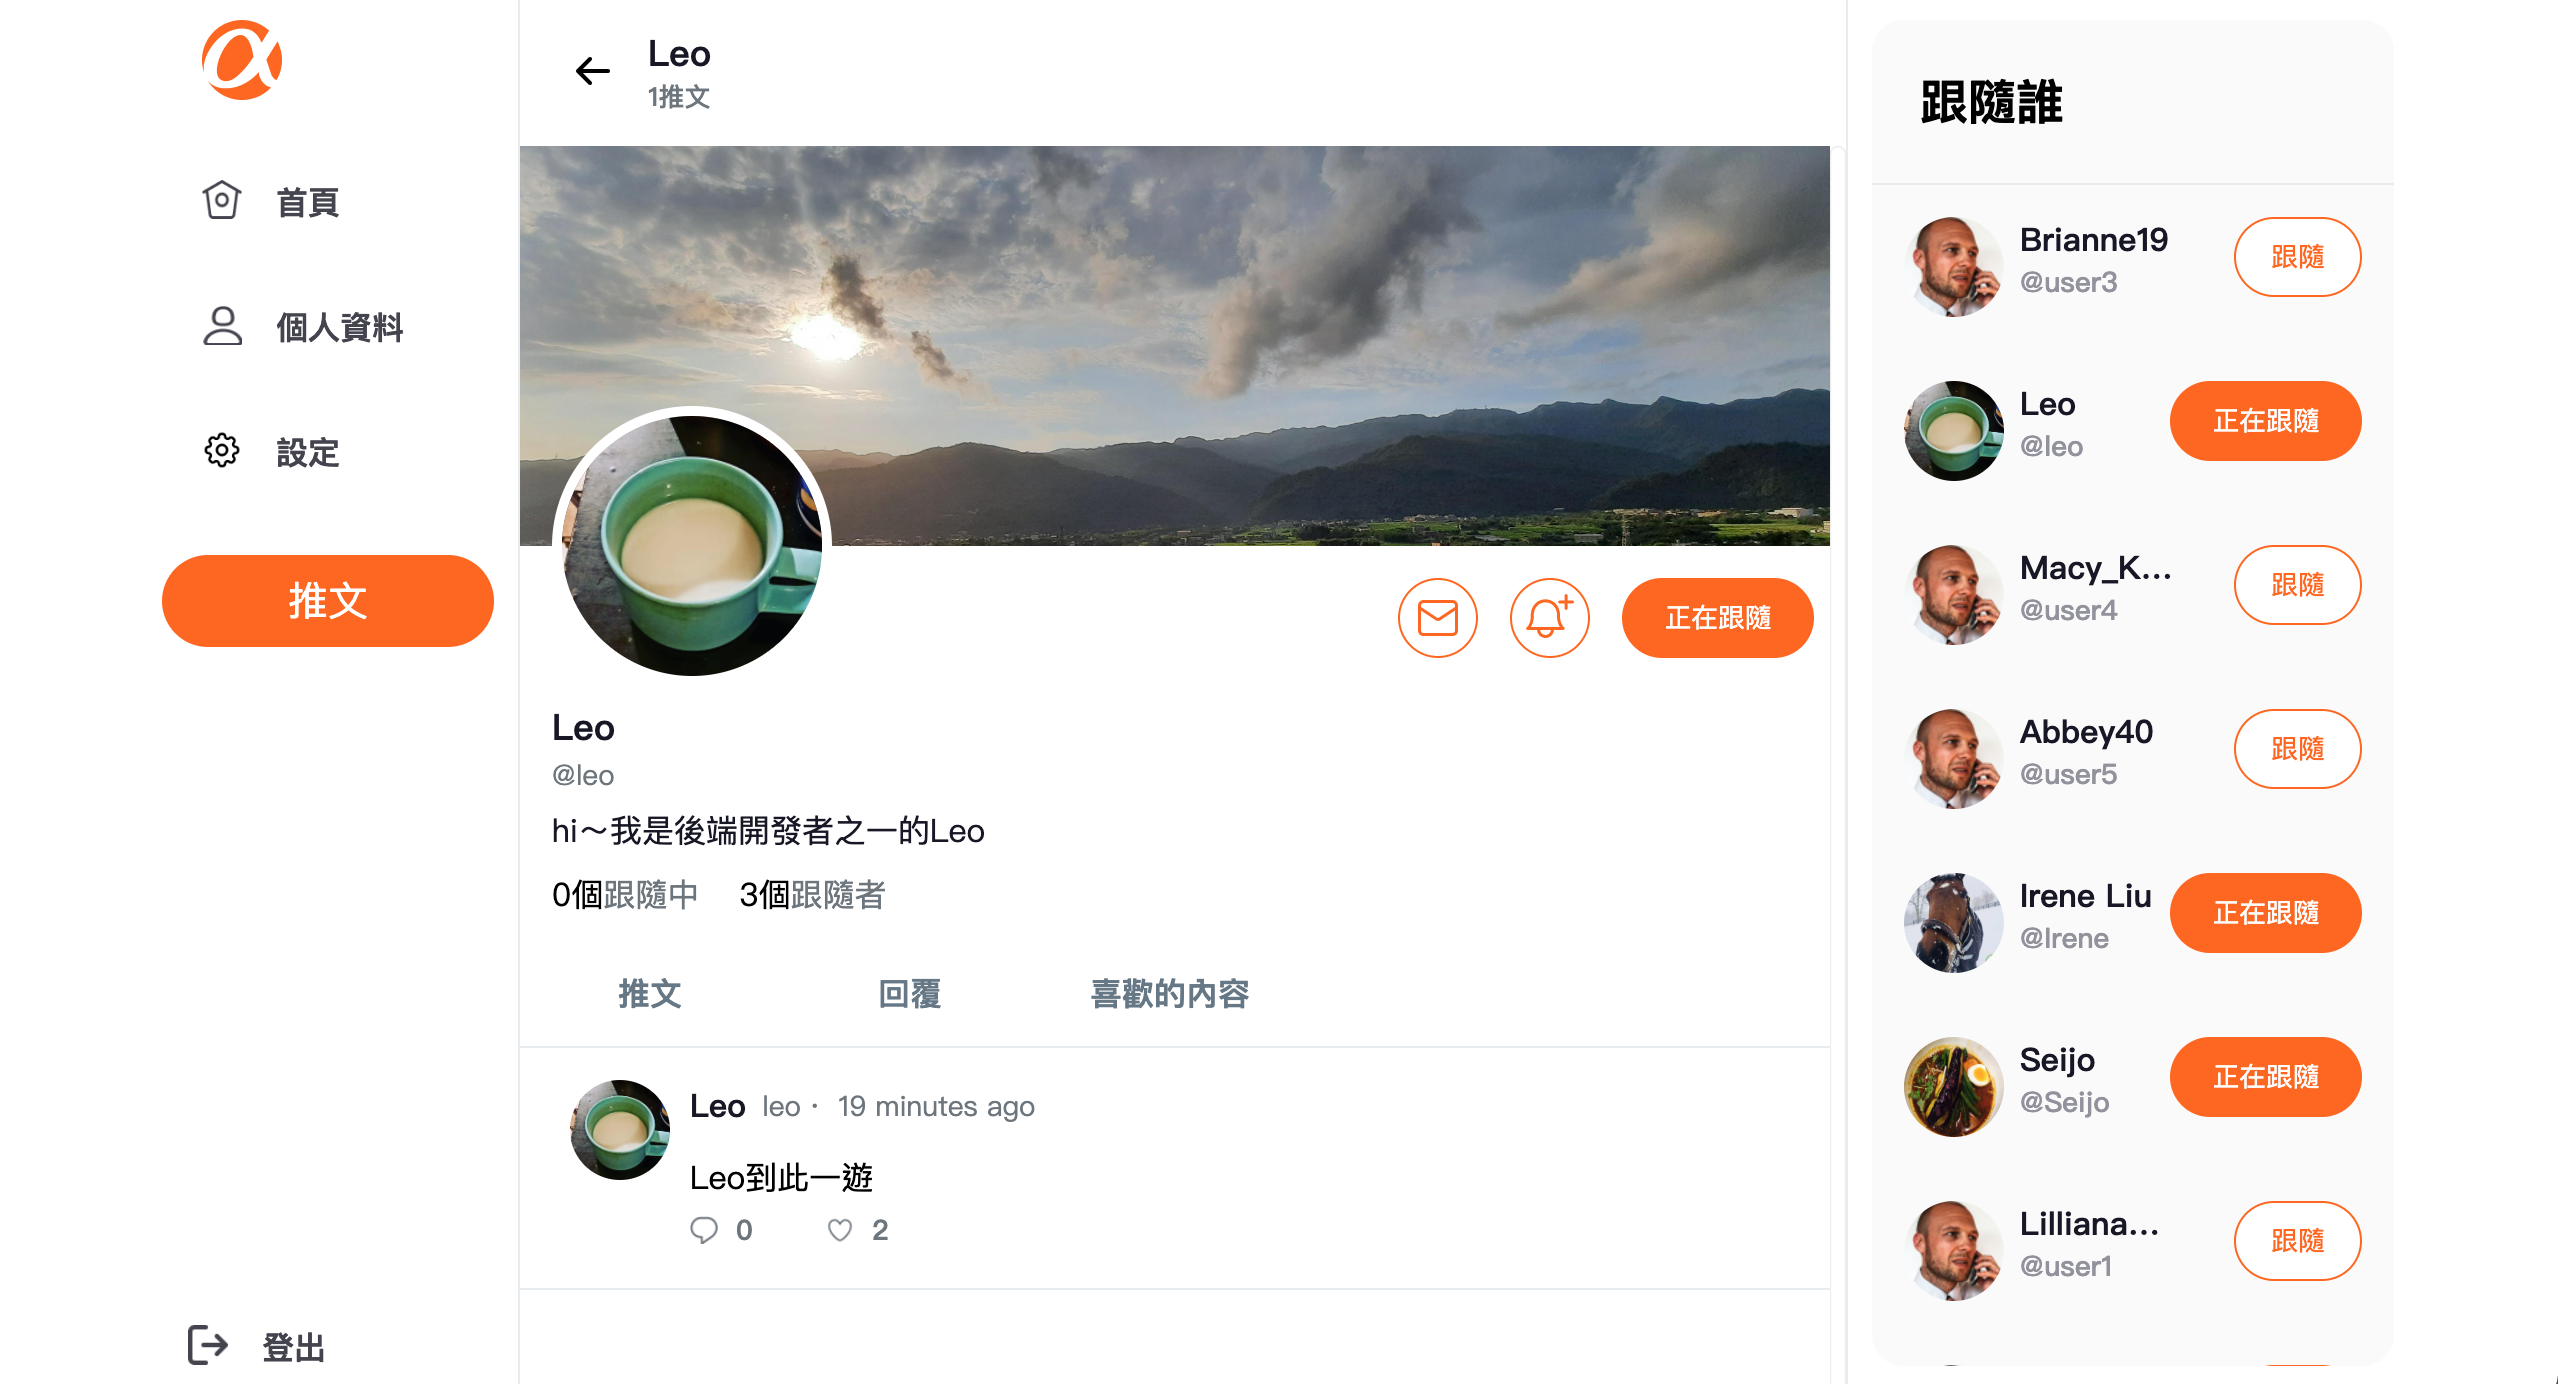 首頁
個人資料
設定
推文
登出
Leo
1推文
正在跟隨
Leo
@leo
hi～我是後端開發者之一的Leo
0個跟隨中 3個跟隨者
推文 回覆 喜歡的內容
Leo leo · 19 minutes ago
Leo到此一遊
0 2
跟隨誰
Brianne19
@user3
跟隨
Leo
@leo
正在跟隨
Macy_K...
@user4
跟隨
Abbey40
@user5
跟隨
Irene Liu
@Irene
正在跟隨
Seijo
@Seijo
正在跟隨
Lilliana...
@user1
跟隨